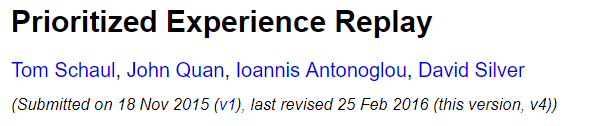 Prioritized Experience Replay
Tom Schaul, John Quan, Ioannis Antonoglou, David Silver
(Submitted on 18 Nov 2015 (v1), last revised 25 Feb 2016 (this version, v4))